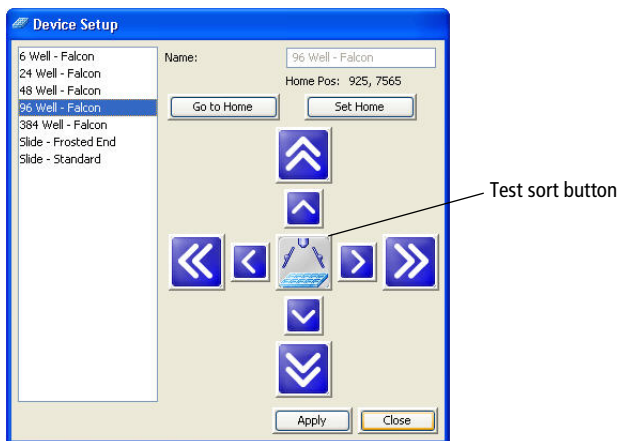 Device Setup
6 Well - Falcon
24 Well - Falcon
48 Well - Falcon
96 Well - Falcon
384 Well - Falcon
Slide - Frosted End
Slide - Standard
Name:
96 Well - Falcon
Home Pos: 925, 7565
Go to Home
Set Home
Test sort button
Apply
Close